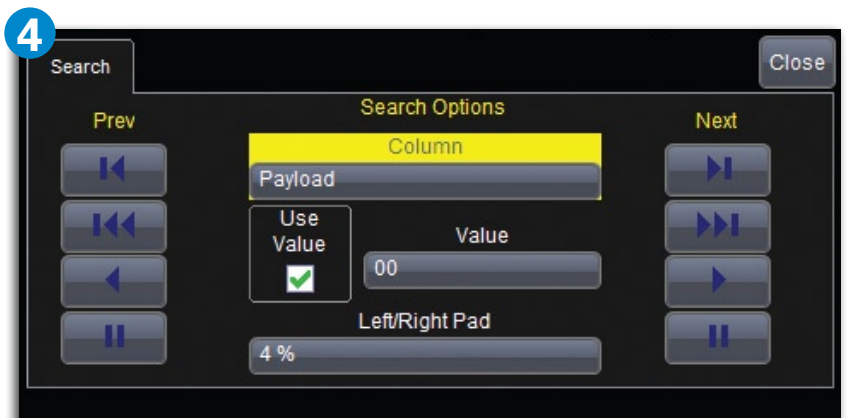 4
Search
Close
Prev
Search Options
Next
Column
Payload
Use
Value
Value
00
Left/Right Pad
4 %